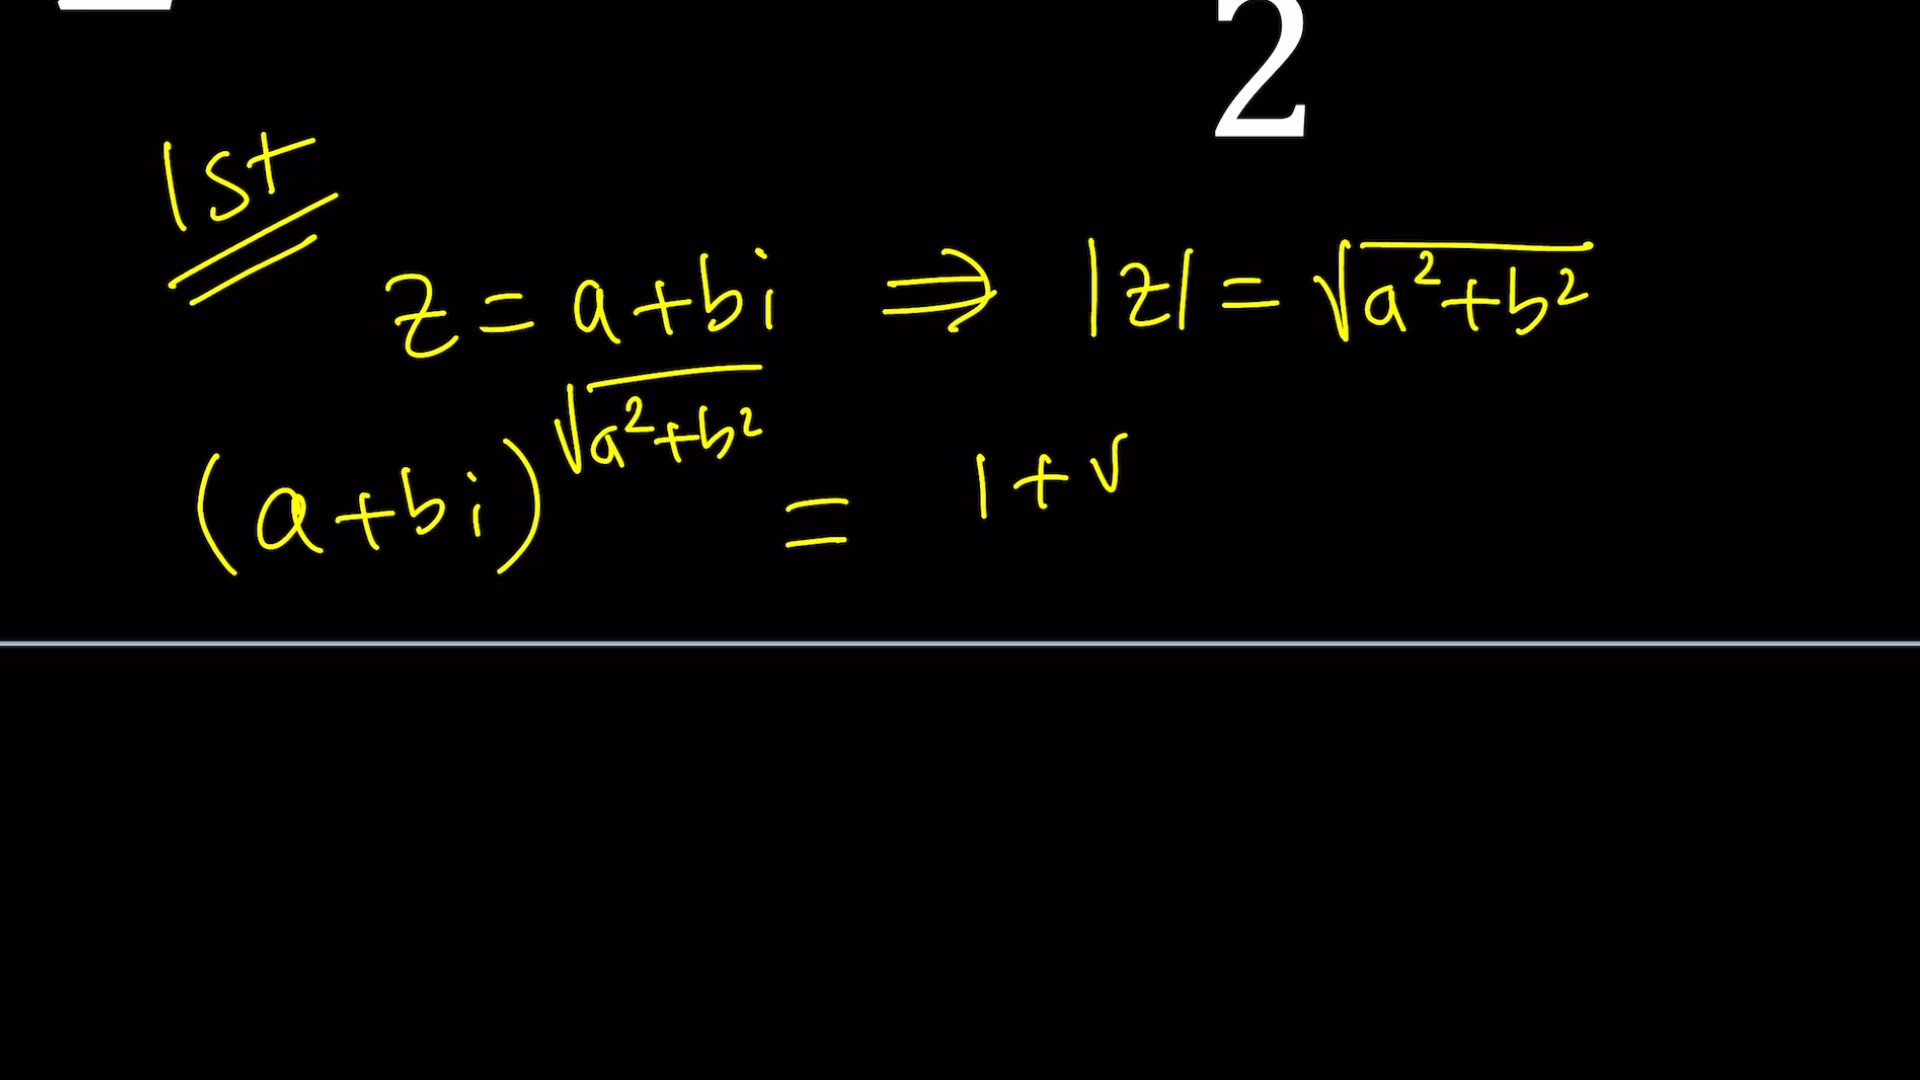 2
1st
z = a + bi ⇒ |z| = √(a² + b²)
(a + bi)^√(a² + b²) = 1 + √